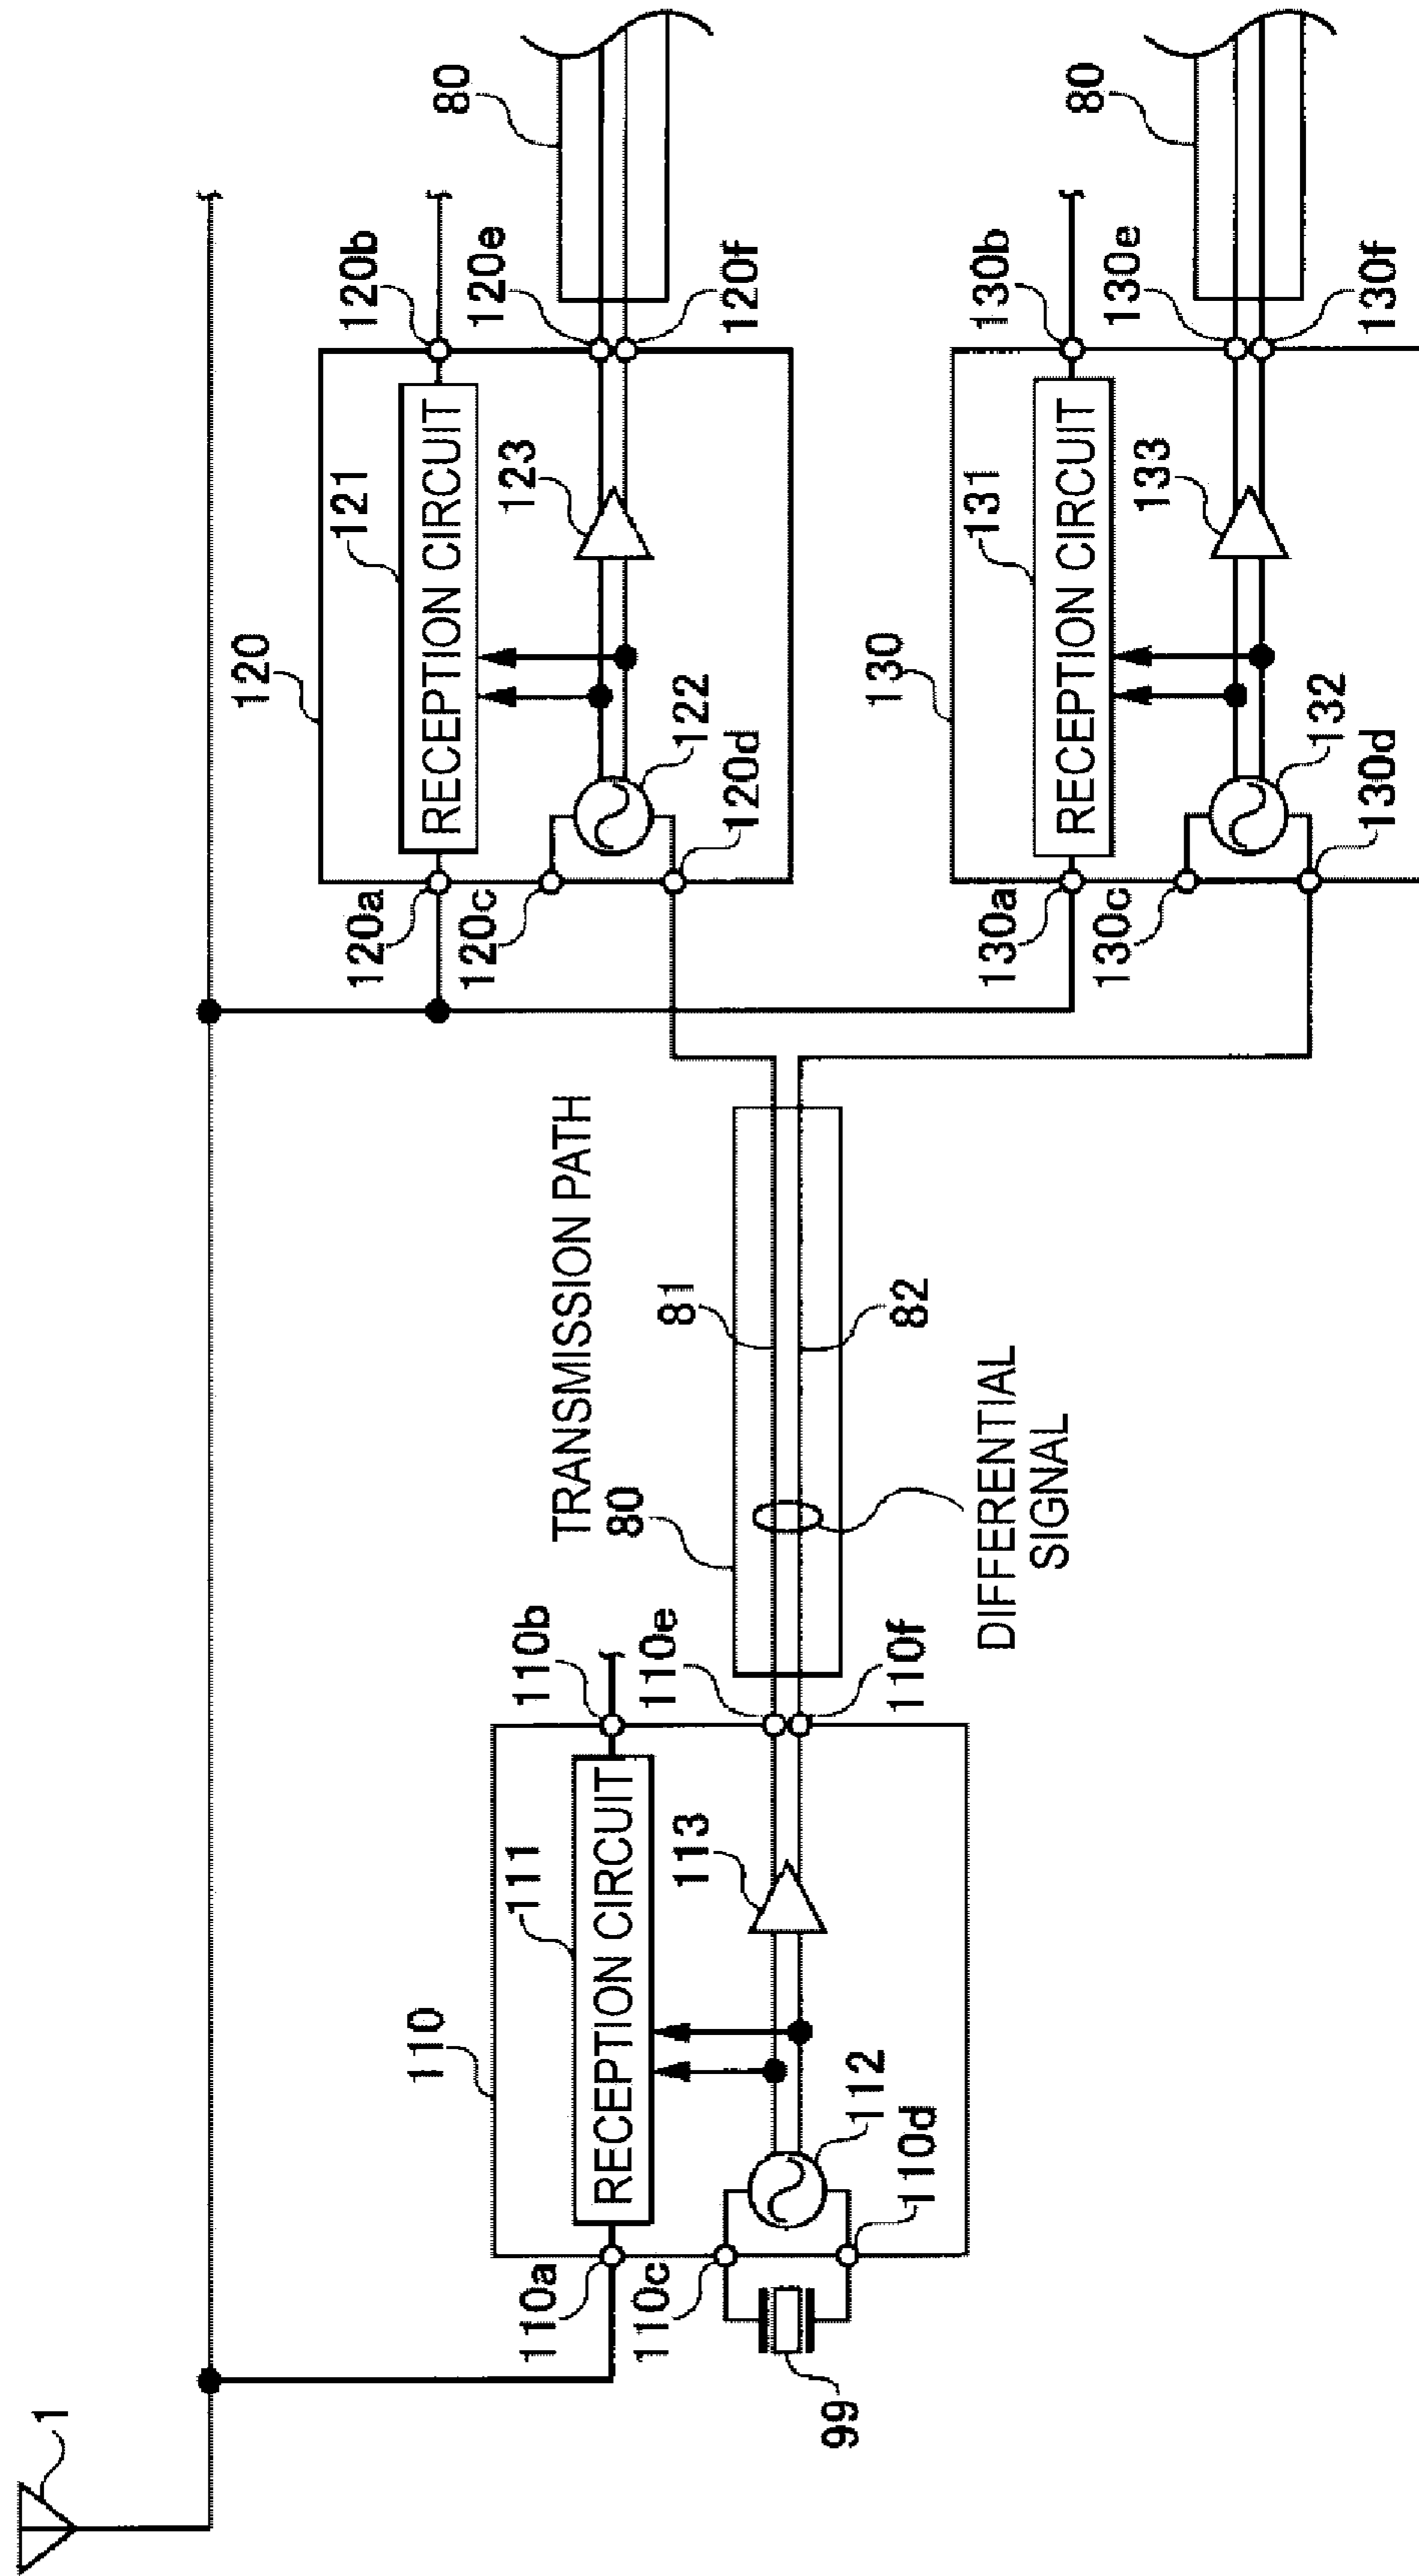 1
110
111
RECEPTION CIRCUIT
110a
110b
110c
110d
110e
110f
112
113
99
TRANSMISSION PATH
80
81
82
DIFFERENTIAL
SIGNAL
120
121
RECEPTION CIRCUIT
120a
120b
120c
120d
120e
120f
122
123
80
130
131
RECEPTION CIRCUIT
130a
130b
130c
130d
130e
130f
132
133
80